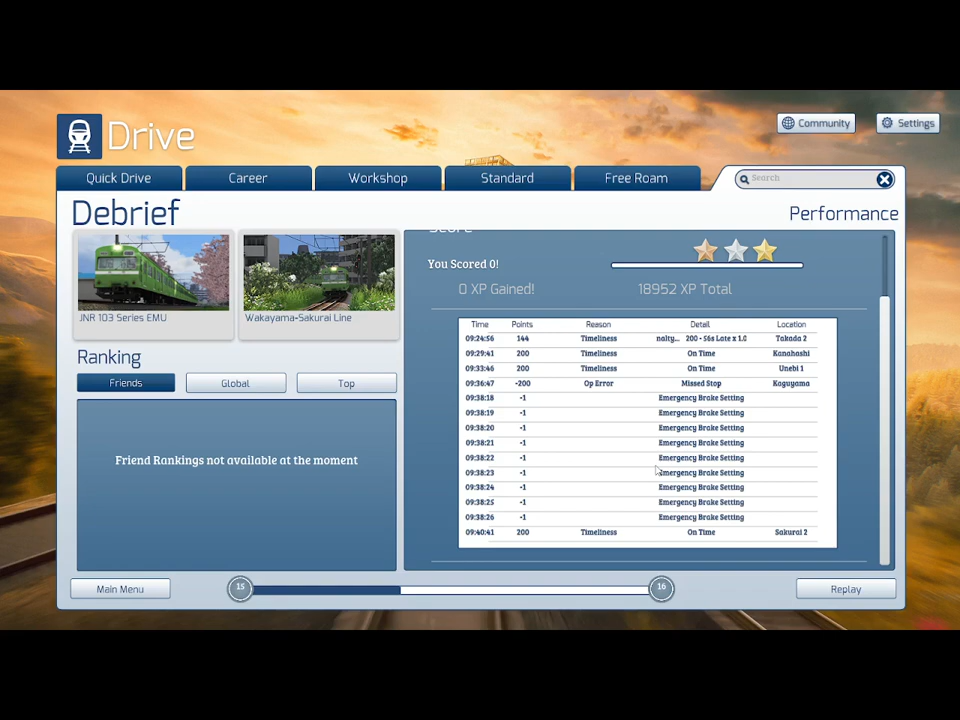 Drive
Community
Settings
Quick Drive
Career
Workshop
Standard
Free Roam
Search
Debrief
Performance
Score
You Scored 0!
0 XP Gained!
18952 XP Total
JNR 103 Series EMU
Wakayama-Sakurai Line
Ranking
Friends
Global
Top
Friend Rankings not available at the moment
Time Points Reason Detail Location
09:24:56 144 Timeliness nalty... 200 - 56s Late x 1.0 Takada 2
09:29:41 200 Timeliness On Time Kanahashi
09:33:46 200 Timeliness On Time Unebi 1
09:36:47 -200 Op Error Missed Stop Koguyama
09:38:18 -1 Emergency Brake Setting
09:38:19 -1 Emergency Brake Setting
09:38:20 -1 Emergency Brake Setting
09:38:21 -1 Emergency Brake Setting
09:38:22 -1 Emergency Brake Setting
09:38:23 -1 Emergency Brake Setting
09:38:24 -1 Emergency Brake Setting
09:38:25 -1 Emergency Brake Setting
09:38:26 -1 Emergency Brake Setting
09:40:41 200 Timeliness On Time Sakurai 2
Main Menu
15
16
Replay